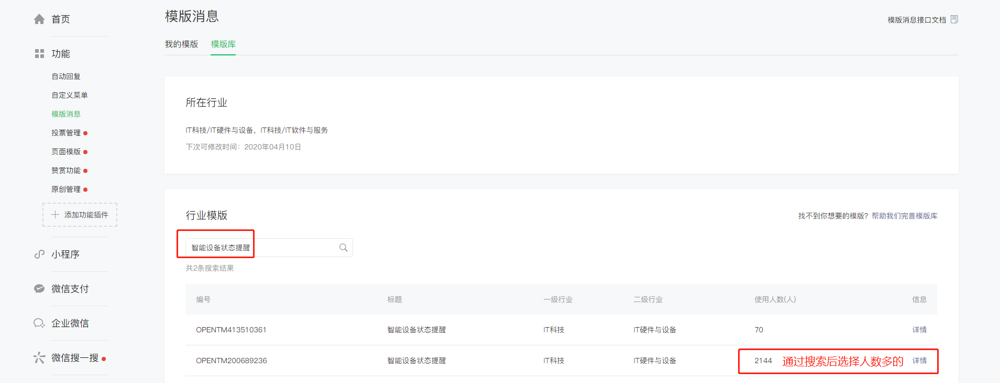 首页
功能
自动回复
自定义菜单
模版消息
投票管理
页面模版
赞赏功能
原创管理
添加功能插件
小程序
微信支付
企业微信
微信搜一搜
模版消息
模版消息接口文档
我的模版 模版库
所在行业
IT科技/IT硬件与设备，IT科技/IT软件与服务
下次可修改时间：2020年04月10日
行业模版
找不到你想要的模版？帮助我们完善模版库
智能设备状态提醒
共2条搜索结果
编号 标题 一级行业 二级行业 使用人数(人) 信息
OPENTM413510361 智能设备状态提醒 IT科技 IT硬件与设备 70 详情
OPENTM200689236 智能设备状态提醒 IT科技 IT硬件与设备 2144 通过搜索后选择人数多的 详情